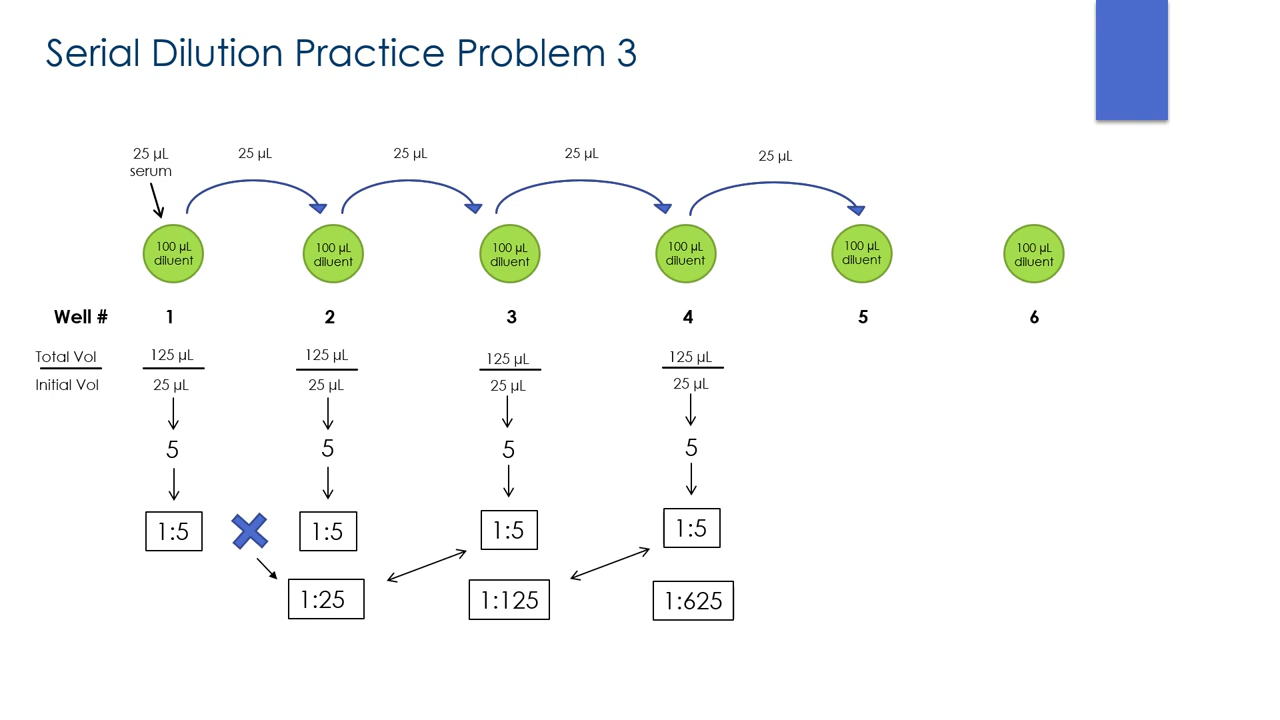 Serial Dilution Practice Problem 3
25 µL
serum
25 µL
25 µL
25 µL
25 µL
100 µL
diluent
100 µL
diluent
100 µL
diluent
100 µL
diluent
100 µL
diluent
100 µL
diluent
Well # 1 2 3 4 5 6
Total Vol 125 µL 125 µL 125 µL 125 µL
Initial Vol 25 µL 25 µL 25 µL 25 µL
5 5 5 5
1:5 1:5 1:5 1:5
1:25 1:125 1:625